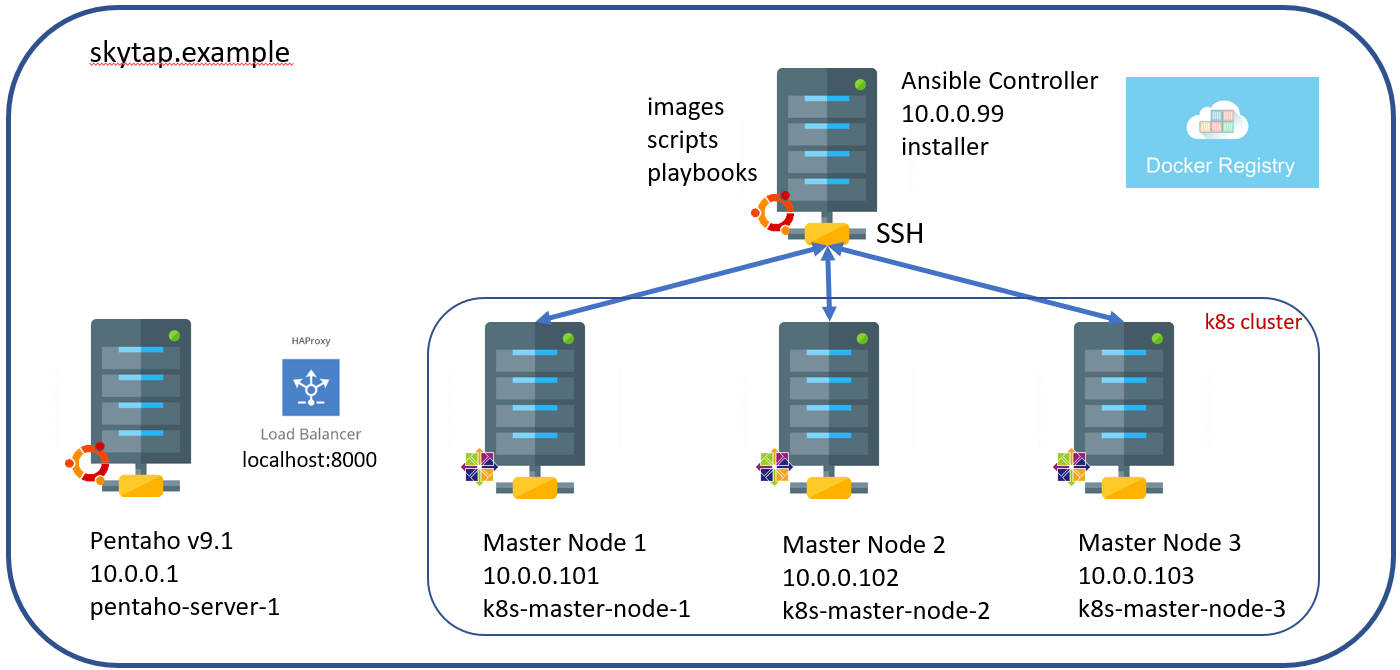 skytap.example
images
scripts
playbooks
Ansible Controller
10.0.0.99
installer
Docker Registry
SSH
k8s cluster
HAProxy
Load Balancer
localhost:8000
Pentaho v9.1
10.0.0.1
pentaho-server-1
Master Node 1
10.0.0.101
k8s-master-node-1
Master Node 2
10.0.0.102
k8s-master-node-2
Master Node 3
10.0.0.103
k8s-master-node-3